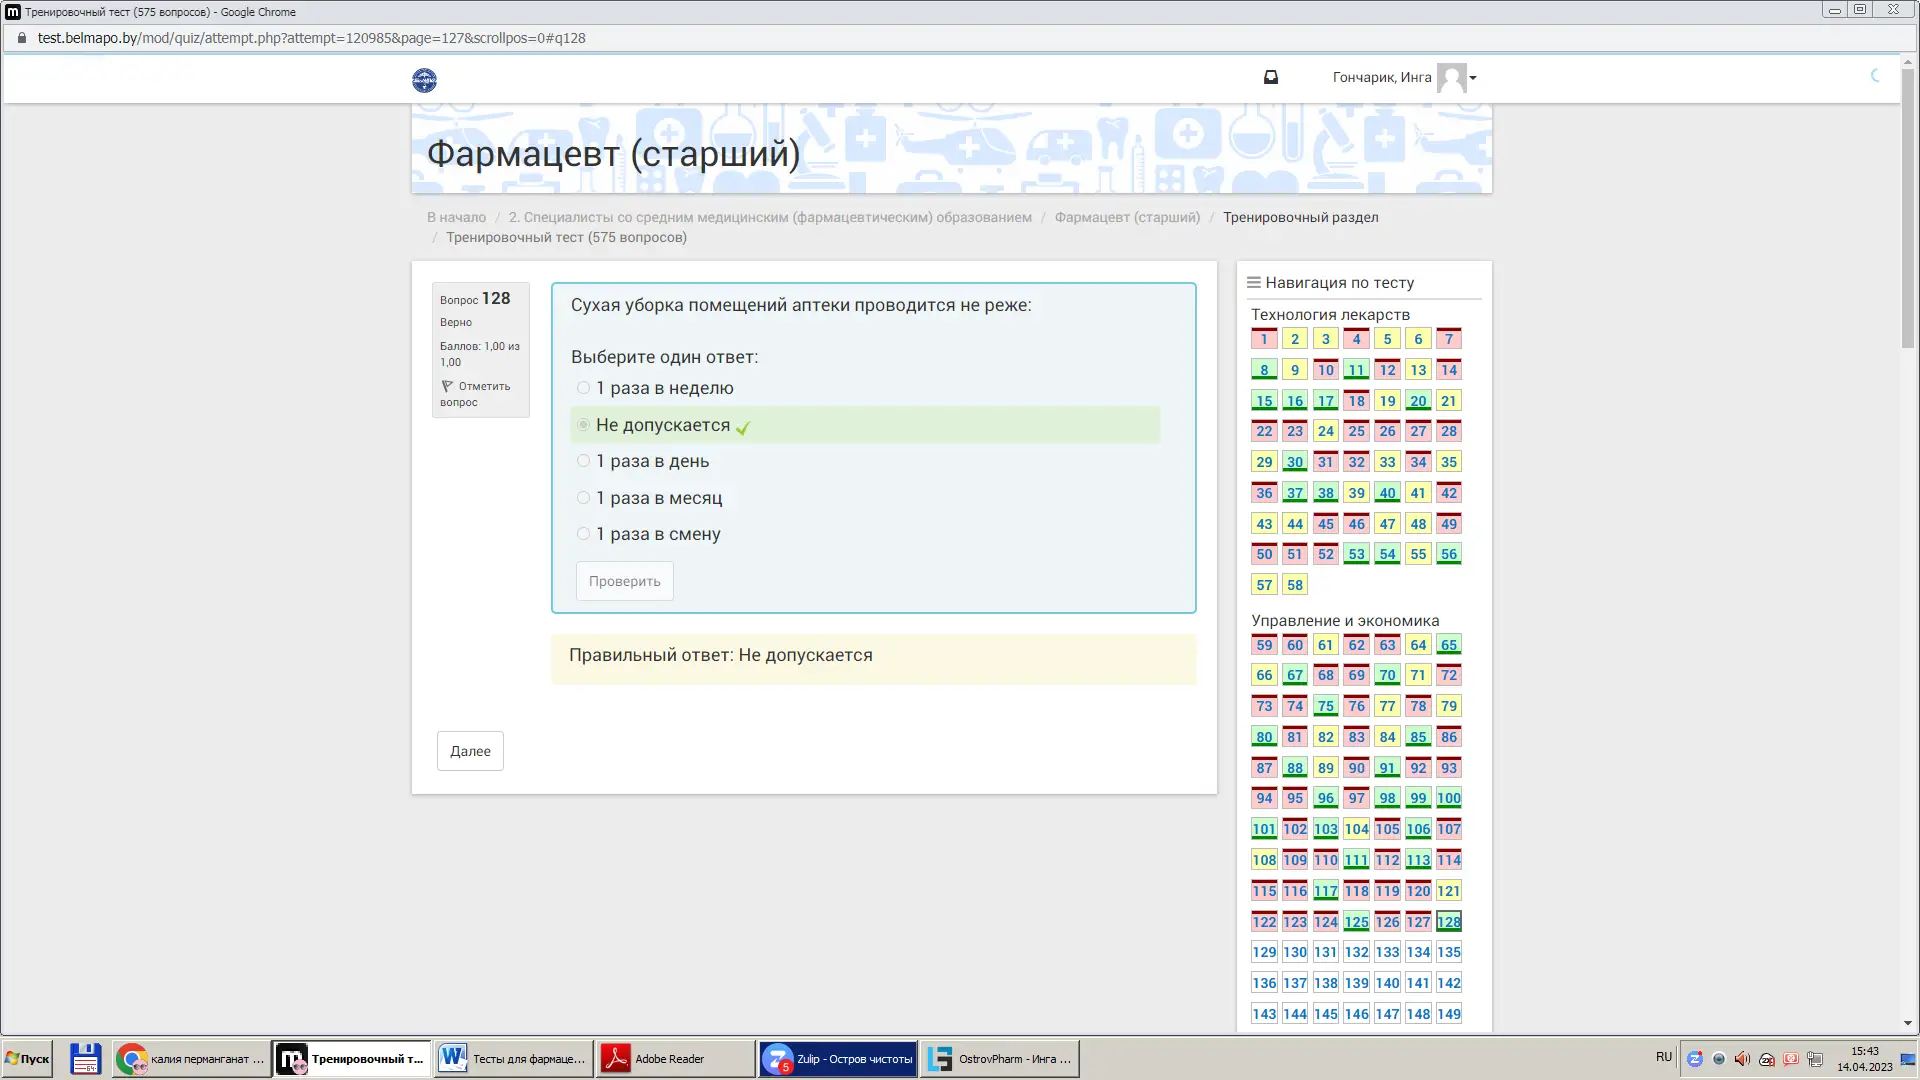 Тренировочный тест (575 вопросов) - Google Chrome
test.belmapo.by/mod/quiz/attempt.php?attempt=120985&page=127&scrollpos=0#q128
Гончарик, Инга
Фармацевт (старший)
В начало / 2. Специалисты со средним медицинским (фармацевтическим) образованием / Фармацевт (старший) / Тренировочный раздел
/ Тренировочный тест (575 вопросов)
Вопрос 128
Верно
Баллов: 1,00 из
1,00
Отметить
вопрос
Сухая уборка помещений аптеки проводится не реже:
Выберите один ответ:
1 раза в неделю
Не допускается
1 раза в день
1 раза в месяц
1 раза в смену
Проверить
Правильный ответ: Не допускается
Далее
Навигация по тесту
Технология лекарств
1 2 3 4 5 6 7
8 9 10 11 12 13 14
15 16 17 18 19 20 21
22 23 24 25 26 27 28
29 30 31 32 33 34 35
36 37 38 39 40 41 42
43 44 45 46 47 48 49
50 51 52 53 54 55 56
57 58
Управление и экономика
59 60 61 62 63 64 65
66 67 68 69 70 71 72
73 74 75 76 77 78 79
80 81 82 83 84 85 86
87 88 89 90 91 92 93
94 95 96 97 98 99 100
101 102 103 104 105 106 107
108 109 110 111 112 113 114
115 116 117 118 119 120 121
122 123 124 125 126 127 128
129 130 131 132 133 134 135
136 137 138 139 140 141 142
143 144 145 146 147 148 149
Пуск
калия перманганат ...
Тренировочный т...
Тесты для фармаце...
Adobe Reader
5
Zulip - Остров чистоты
OstrovPharm - Инга ...
RU
15:43
14.04.2023